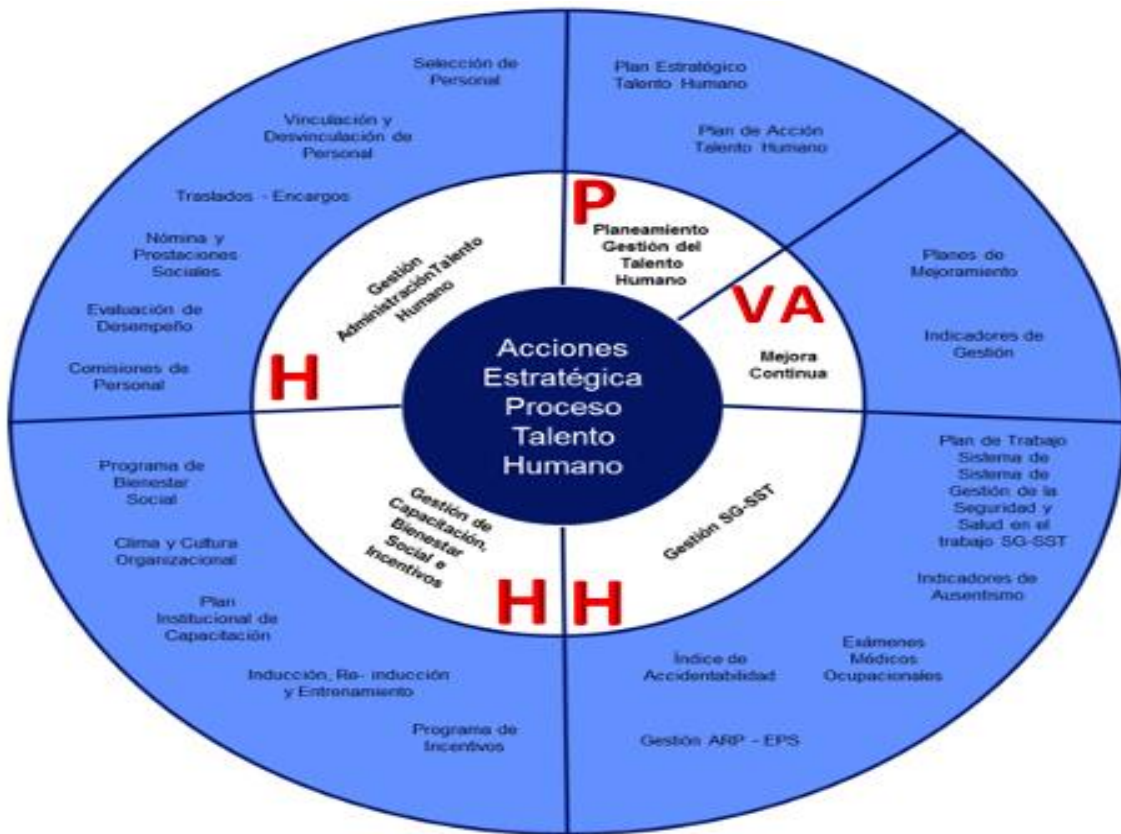 Selección de
Personal
Vinculación y
Desvinculación de
Personal
Traslados - Encargos
Nómina y
Prestaciones
Sociales
Evaluación de
Desempeño
Comisiones de
Personal
Plan Estratégico
Talento Humano
Plan de Acción
Talento Humano
Planes de
Mejoramiento
Indicadores de
Gestión
P
Planeamiento
Gestión del
Talento
Humano
VA
Mejora
Continua
Gestión
AdministraciónTalento
Humano
H
Acciones
Estratégica
Proceso
Talento
Humano
Gestión de
Capacitación,
Bienestar
Social e
Incentivos
H
Gestión SG-SST
H
Programa de
Bienestar
Social
Clima y Cultura
Organizacional
Plan
Institucional de
Capacitación
Inducción, Re- inducción
y Entrenamiento
Programa de
Incentivos
Plan de Trabajo
Sistema de
Sistema de
Gestión de la
Seguridad y
Salud en el
trabajo SG-SST
Indicadores de
Ausentismo
Exámenes
Médicos
Ocupacionales
Índice de
Accidentabilidad
Gestión ARP - EPS